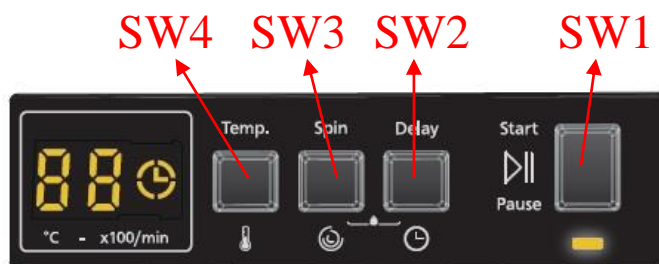 SW4 SW3 SW2 SW1
Temp. Spin Delay Start
88
Pause
°C - x100/min